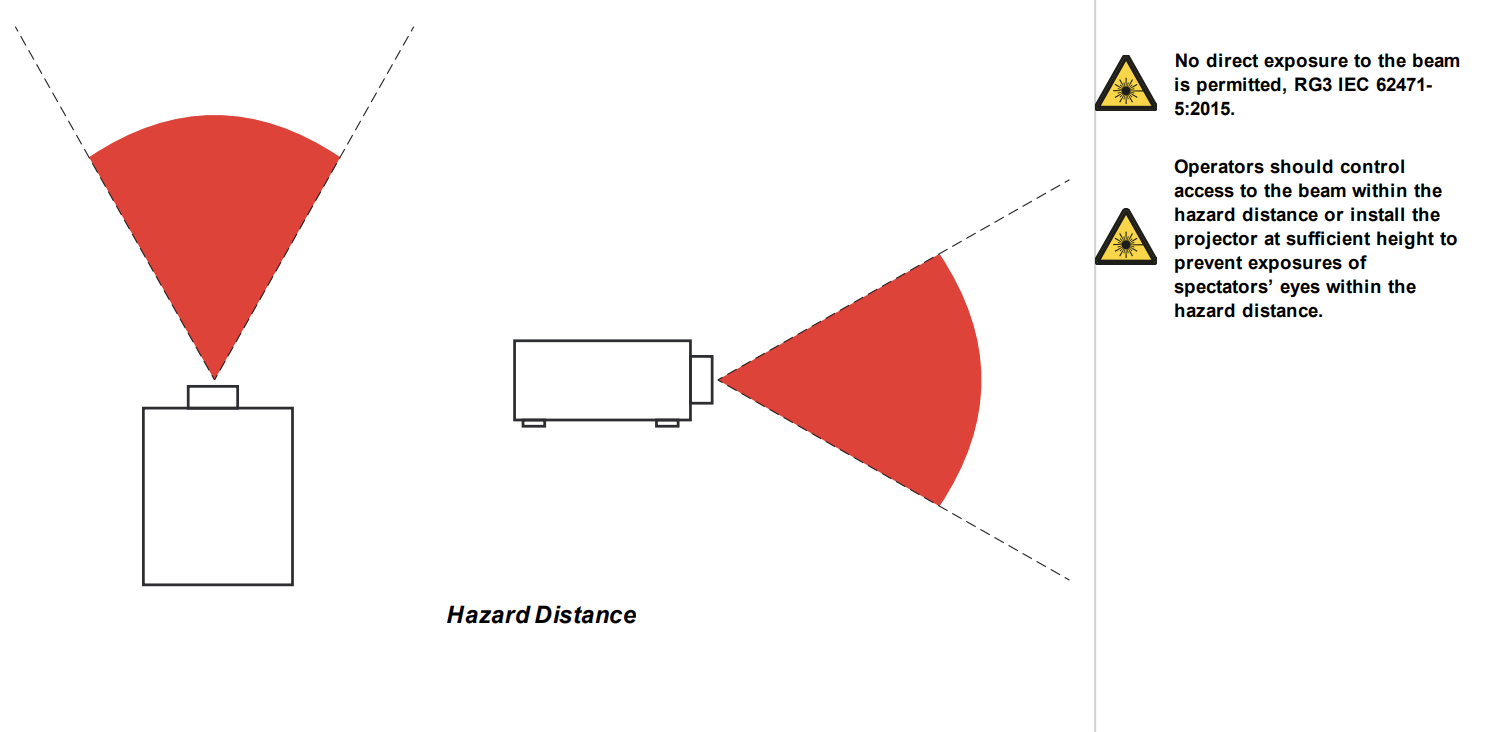 No direct exposure to the beam
is permitted, RG3 IEC 62471-
5:2015.
Operators should control
access to the beam within the
hazard distance or install the
projector at sufficient height to
prevent exposures of
spectators’ eyes within the
hazard distance.
Hazard Distance